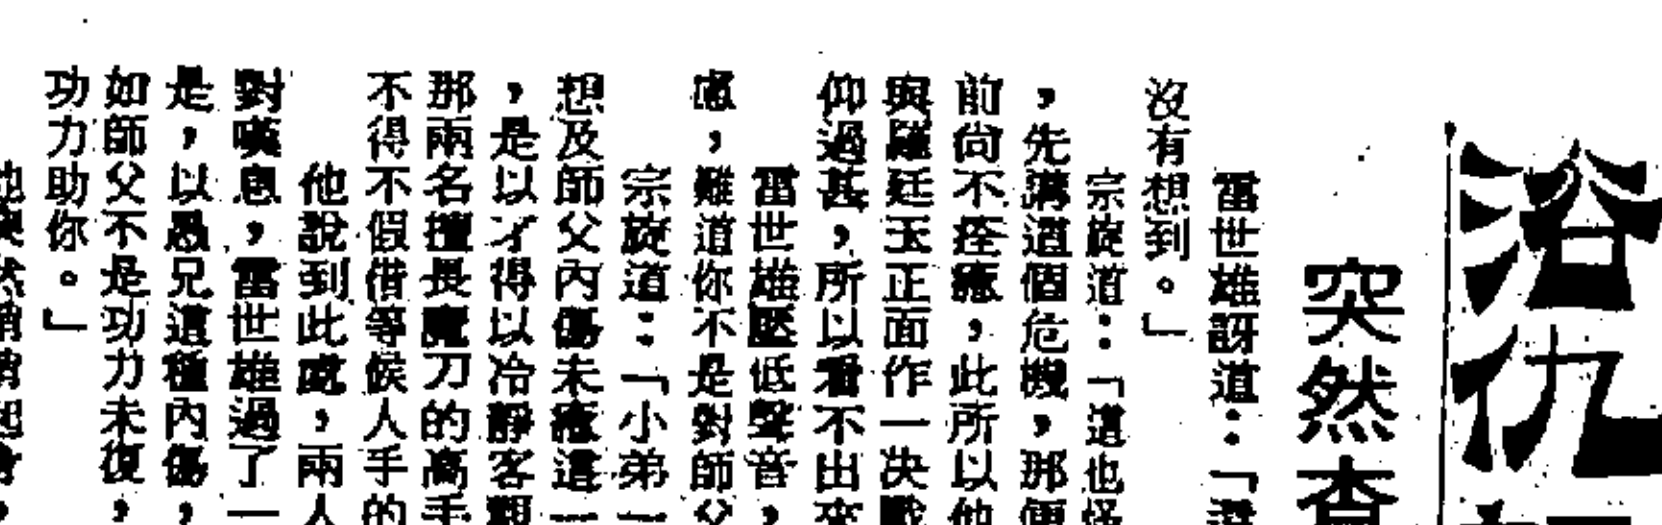 浴仇
突然
雷世雄訝道：「
沒有想到。」
宗旋道：「這也怪
，先溝這個危機，那便
前尚不痊癒，此所以他
與羅廷玉正面作一决戰
仰過甚，所以看不出來
雷世雄壓低聲音，
慮，難道你不是對師父
宗旋道：「小弟一
想及師父內傷未癒這一
，是以才得以冷靜客觀
那兩名擅長魔刀的高手
不得不假借等候人手的
他說到此處，兩人
對嘆息，雷世雄過了一
是，以愚兄這種內傷，
如師父不是功力未復，
功力助你。」